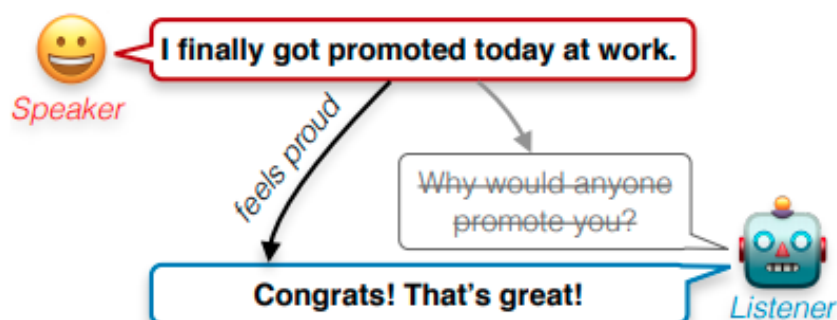 I finally got promoted today at work.
Speaker
feels proud
Why would anyone
promote you?
Congrats! That's great!
Listener